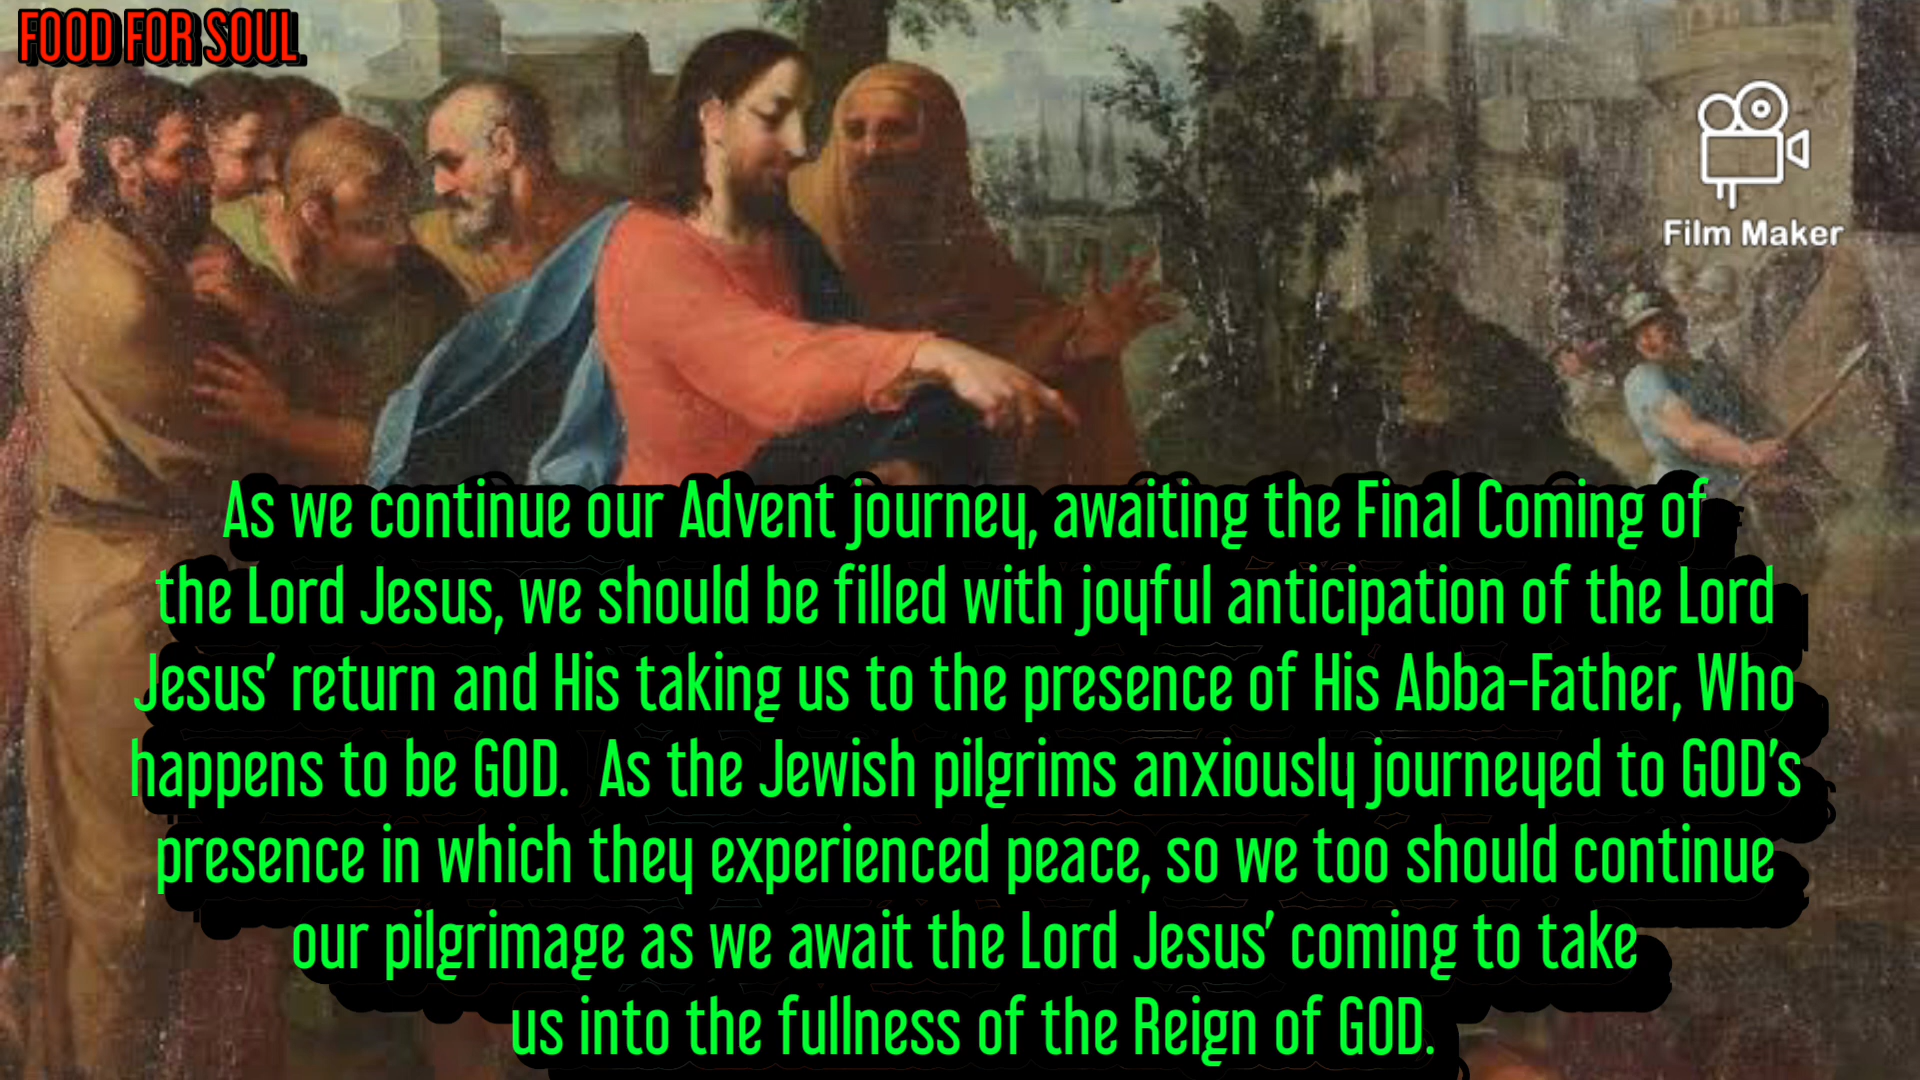 FOOD FOR SOUL
Film Maker
As we continue our Advent journey, awaiting the Final Coming of
the Lord Jesus, we should be filled with joyful anticipation of the Lord
Jesus’ return and His taking us to the presence of His Abba-Father, Who
happens to be GOD.  As the Jewish pilgrims anxiously journeyed to GOD’s
presence in which they experienced peace, so we too should continue
our pilgrimage as we await the Lord Jesus’ coming to take
us into the fullness of the Reign of GOD.